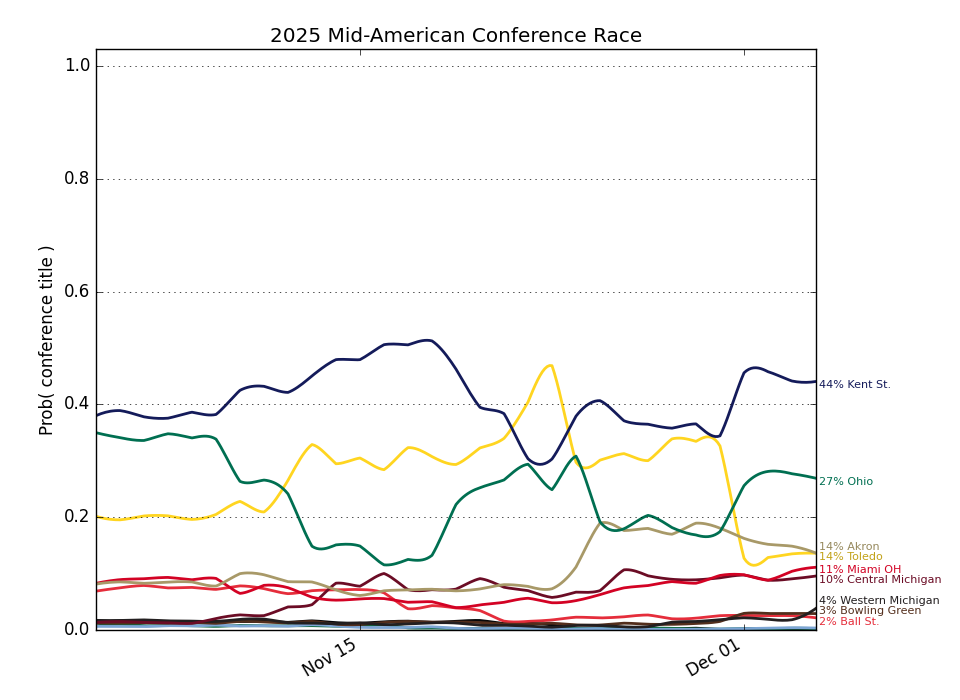 2025 Mid-American Conference Race
Prob( conference title )
1.0
0.8
0.6
0.4
0.2
0.0
Nov 15
Dec 01
44% Kent St.
27% Ohio
14% Akron
14% Toledo
11% Miami OH
10% Central Michigan
4% Western Michigan
3% Bowling Green
2% Ball St.